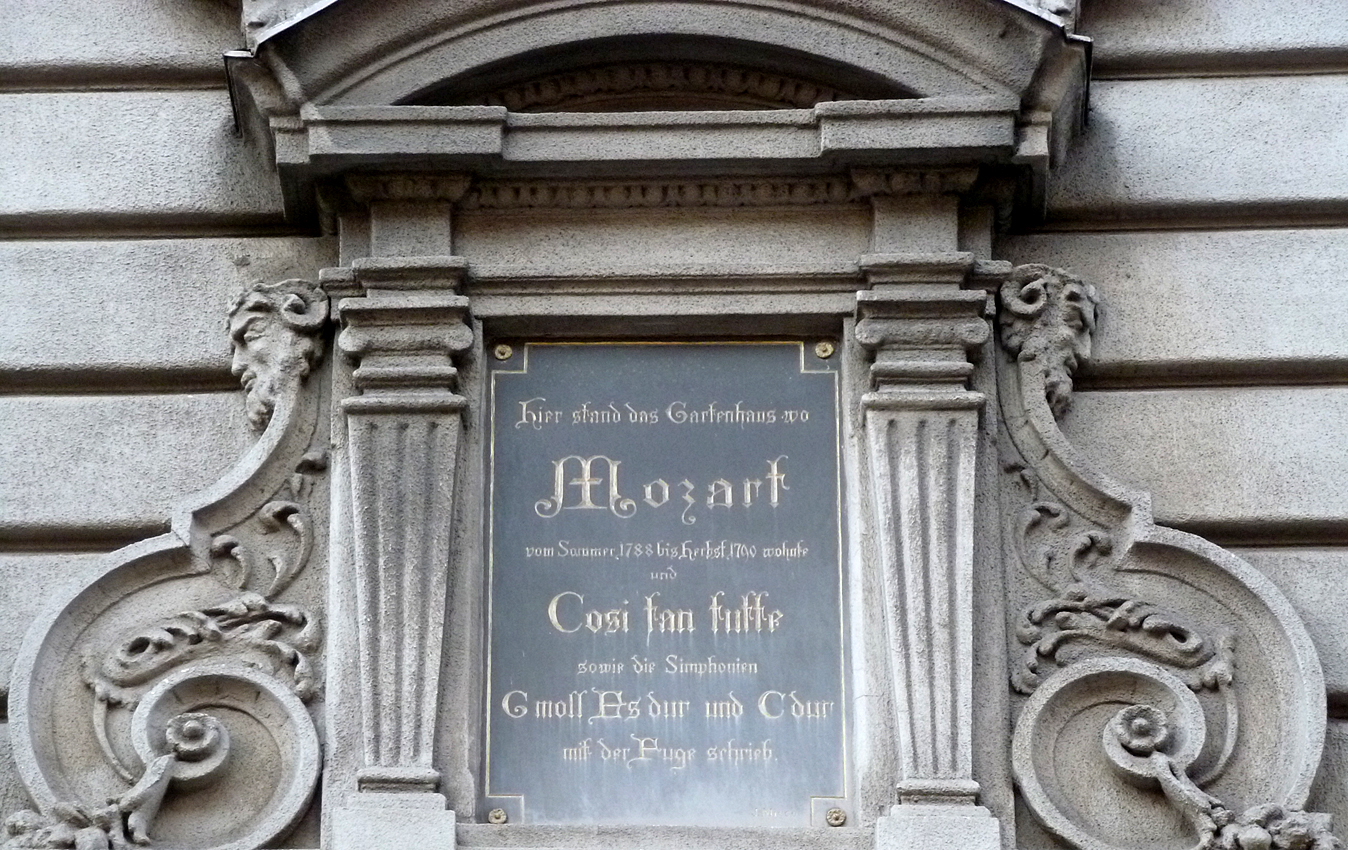 Hier stand das Gartenhaus wo
Mozart
vom Sommer 1788 bis Herbst 1790 wohnte
und
Cosi fan tutte
sowie die Simphonien
G moll Es dur und C dur
mit der Fuge schrieb.